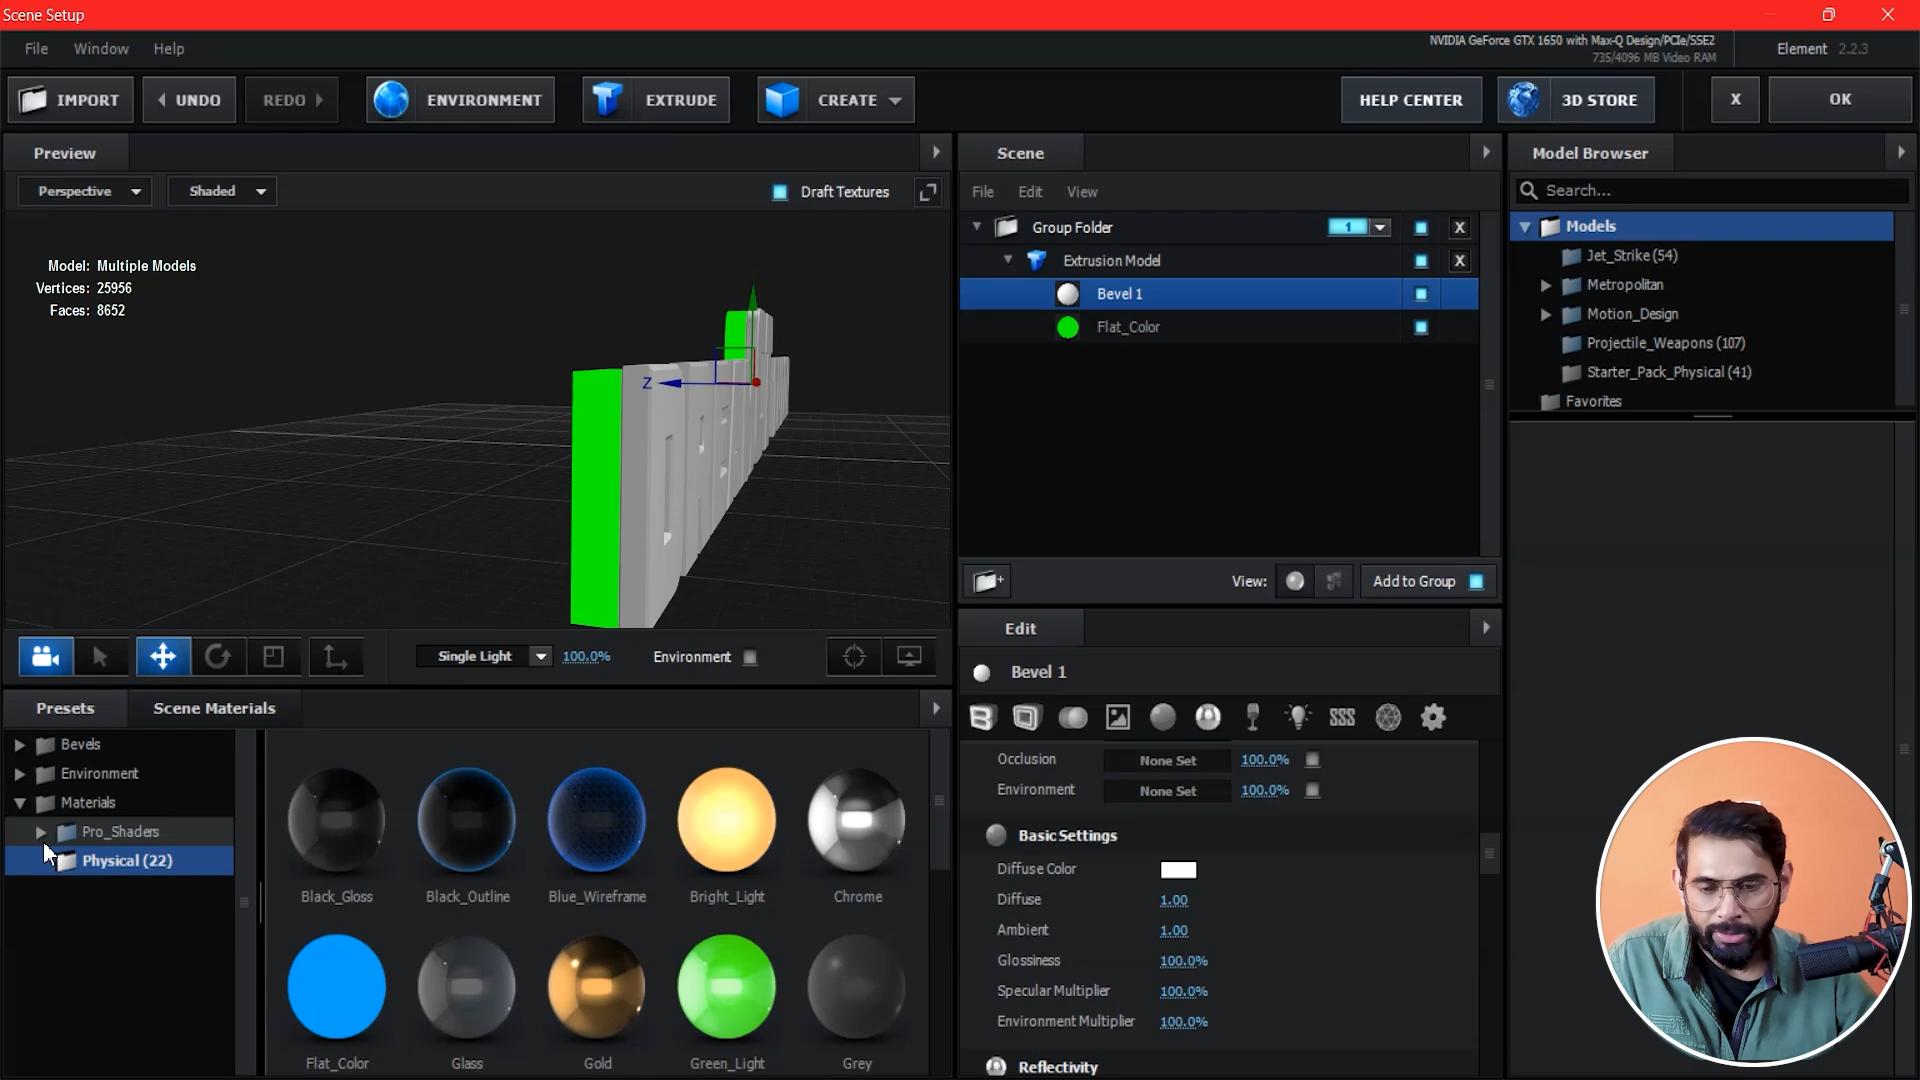 Scene Setup
File Window Help
NVIDIA GeForce GTX 1650 with Max-Q Design/PCIe/SSE2
735/4096 MB Video RAM
Element 2.2.3
IMPORT UNDO REDO ENVIRONMENT EXTRUDE CREATE HELP CENTER 3D STORE X OK
Preview
Perspective Shaded Draft Textures
Model: Multiple Models
Vertices: 25956
Faces: 8652
Z
Single Light 100.0% Environment
Presets Scene Materials
Bevels
Environment
Materials
Pro_Shaders
Physical (22)
Black_Gloss Black_Outline Blue_Wireframe Bright_Light Chrome
Flat_Color Glass Gold Green_Light Grey
Scene
File Edit View
Group Folder 1 X
Extrusion Model X
Bevel 1
Flat_Color
View: Add to Group
Edit
Bevel 1
SSS
Occlusion None Set 100.0%
Environment None Set 100.0%
Basic Settings
Diffuse Color
Diffuse 1.00
Ambient 1.00
Glossiness 100.0%
Specular Multiplier 100.0%
Environment Multiplier 100.0%
Reflectivity
Model Browser
Search...
Models
Jet_Strike (54)
Metropolitan
Motion_Design
Projectile_Weapons (107)
Starter_Pack_Physical (41)
Favorites